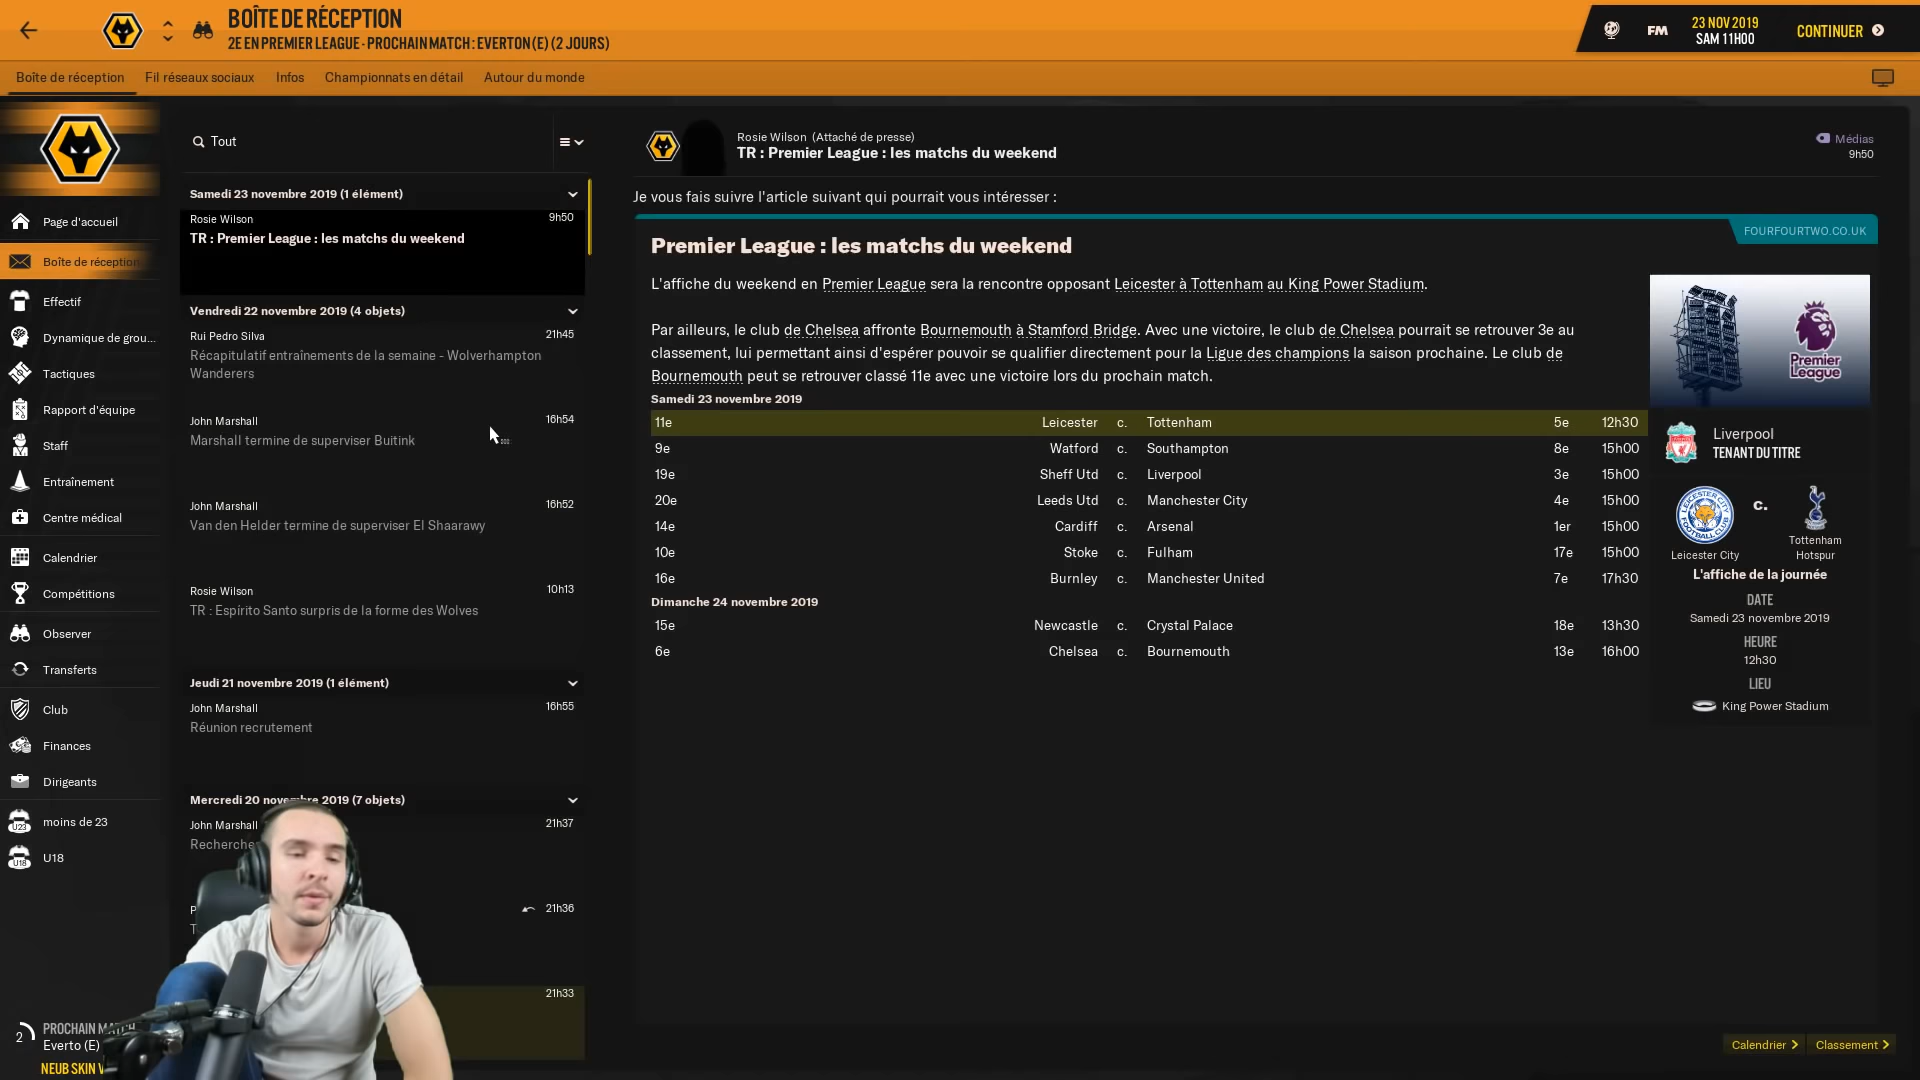 BOÎTE DE RÉCEPTION
2E EN PREMIER LEAGUE - PROCHAIN MATCH : EVERTON (E) (2 JOURS)
FM
23 NOV 2019
SAM 11H00
CONTINUER
Boîte de réception
Fil réseaux sociaux
Infos
Championnats en détail
Autour du monde
Page d'accueil
Boîte de réception
Effectif
Dynamique de grou...
Tactiques
Rapport d'équipe
Staff
Entraînement
Centre médical
Calendrier
Compétitions
Observer
Transferts
Club
Finances
Dirigeants
U23
moins de 23
U18
U18
2
PROCHAIN MATCH
Everto (E)
NEUB SKIN V
Tout
Samedi 23 novembre 2019 (1 élément)
Rosie Wilson 9h50
TR : Premier League : les matchs du weekend
Vendredi 22 novembre 2019 (4 objets)
Rui Pedro Silva 21h45
Récapitulatif entraînements de la semaine - Wolverhampton
Wanderers
John Marshall 16h54
Marshall termine de superviser Buitink
John Marshall 16h52
Van den Helder termine de superviser El Shaarawy
Rosie Wilson 10h13
TR : Espírito Santo surpris de la forme des Wolves
Jeudi 21 novembre 2019 (1 élément)
John Marshall 16h55
Réunion recrutement
Mercredi 20 novembre 2019 (7 objets)
John Marshall 21h37
Recherche
21h36
21h33
Rosie Wilson (Attaché de presse)
TR : Premier League : les matchs du weekend
Médias
9h50
Je vous fais suivre l'article suivant qui pourrait vous intéresser :
FOURFOURTWO.CO.UK
Premier League : les matchs du weekend
L'affiche du weekend en Premier League sera la rencontre opposant Leicester à Tottenham au King Power Stadium.
Par ailleurs, le club de Chelsea affronte Bournemouth à Stamford Bridge. Avec une victoire, le club de Chelsea pourrait se retrouver 3e au
classement, lui permettant ainsi d'espérer pouvoir se qualifier directement pour la Ligue des champions la saison prochaine. Le club de
Bournemouth peut se retrouver classé 11e avec une victoire lors du prochain match.
Samedi 23 novembre 2019
11e Leicester c. Tottenham 5e 12h30
9e Watford c. Southampton 8e 15h00
19e Sheff Utd c. Liverpool 3e 15h00
20e Leeds Utd c. Manchester City 4e 15h00
14e Cardiff c. Arsenal 1er 15h00
10e Stoke c. Fulham 17e 15h00
16e Burnley c. Manchester United 7e 17h30
Dimanche 24 novembre 2019
15e Newcastle c. Crystal Palace 18e 13h30
6e Chelsea c. Bournemouth 13e 16h00
Premier
League
Liverpool
TENANT DU TITRE
c.
Leicester City
Tottenham
Hotspur
L'affiche de la journée
DATE
Samedi 23 novembre 2019
HEURE
12h30
LIEU
King Power Stadium
Calendrier
Classement